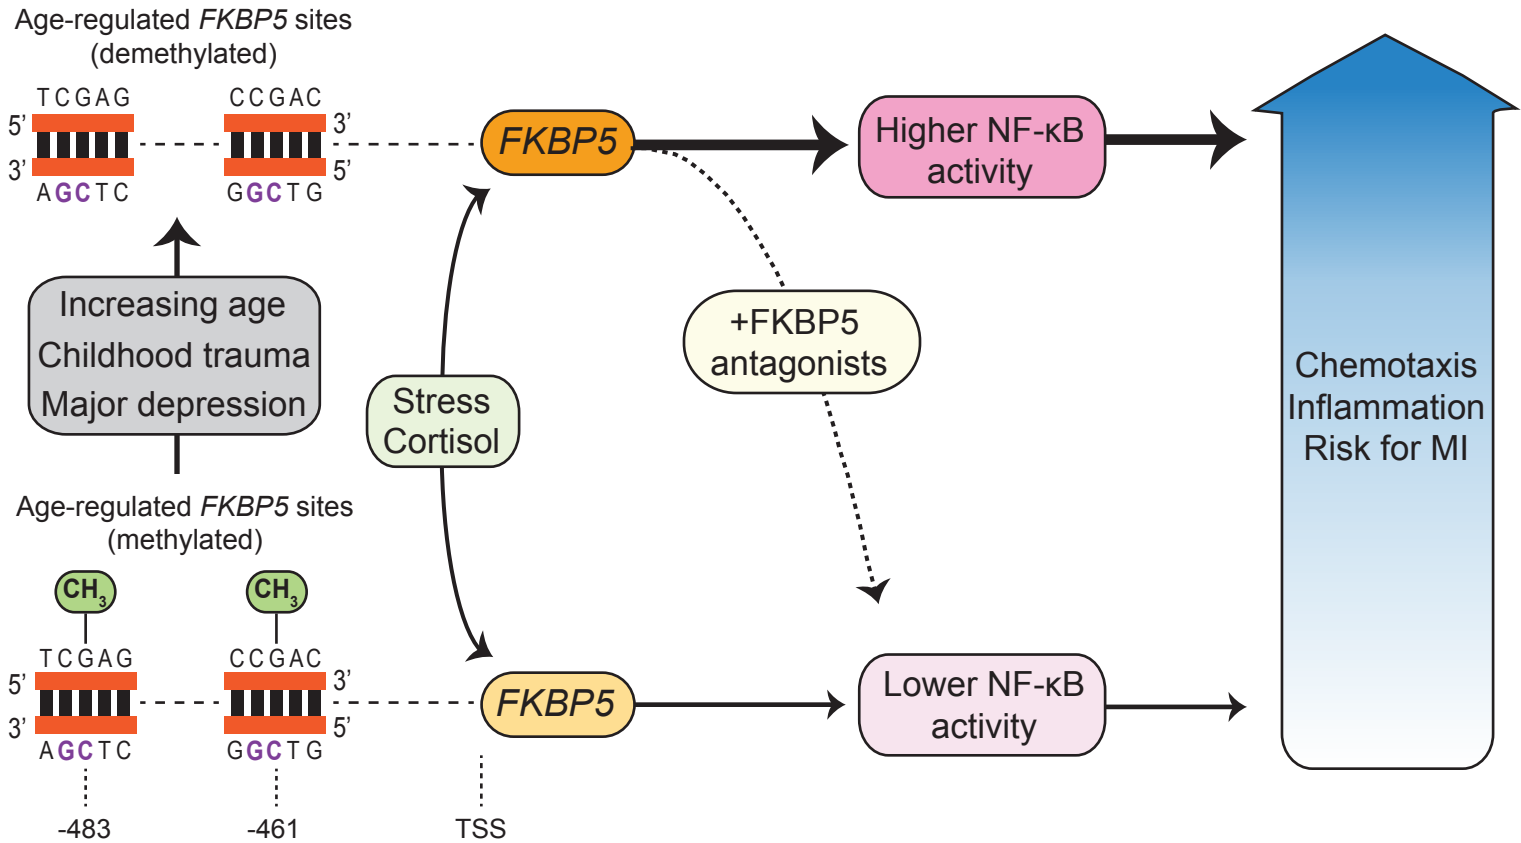 Age-regulated FKBP5 sites
(demethylated)
TCGAG
CCGAC
5’
3’
3’
5’
AGCTC
GGCTG
FKBP5
Higher NF-κB
activity
Increasing age
Childhood trauma
Major depression
Stress
Cortisol
+FKBP5
antagonists
Chemotaxis
Inflammation
Risk for MI
Age-regulated FKBP5 sites
(methylated)
CH3
CH3
TCGAG
CCGAC
5’
3’
3’
5’
AGCTC
GGCTG
FKBP5
Lower NF-κB
activity
-483
-461
TSS